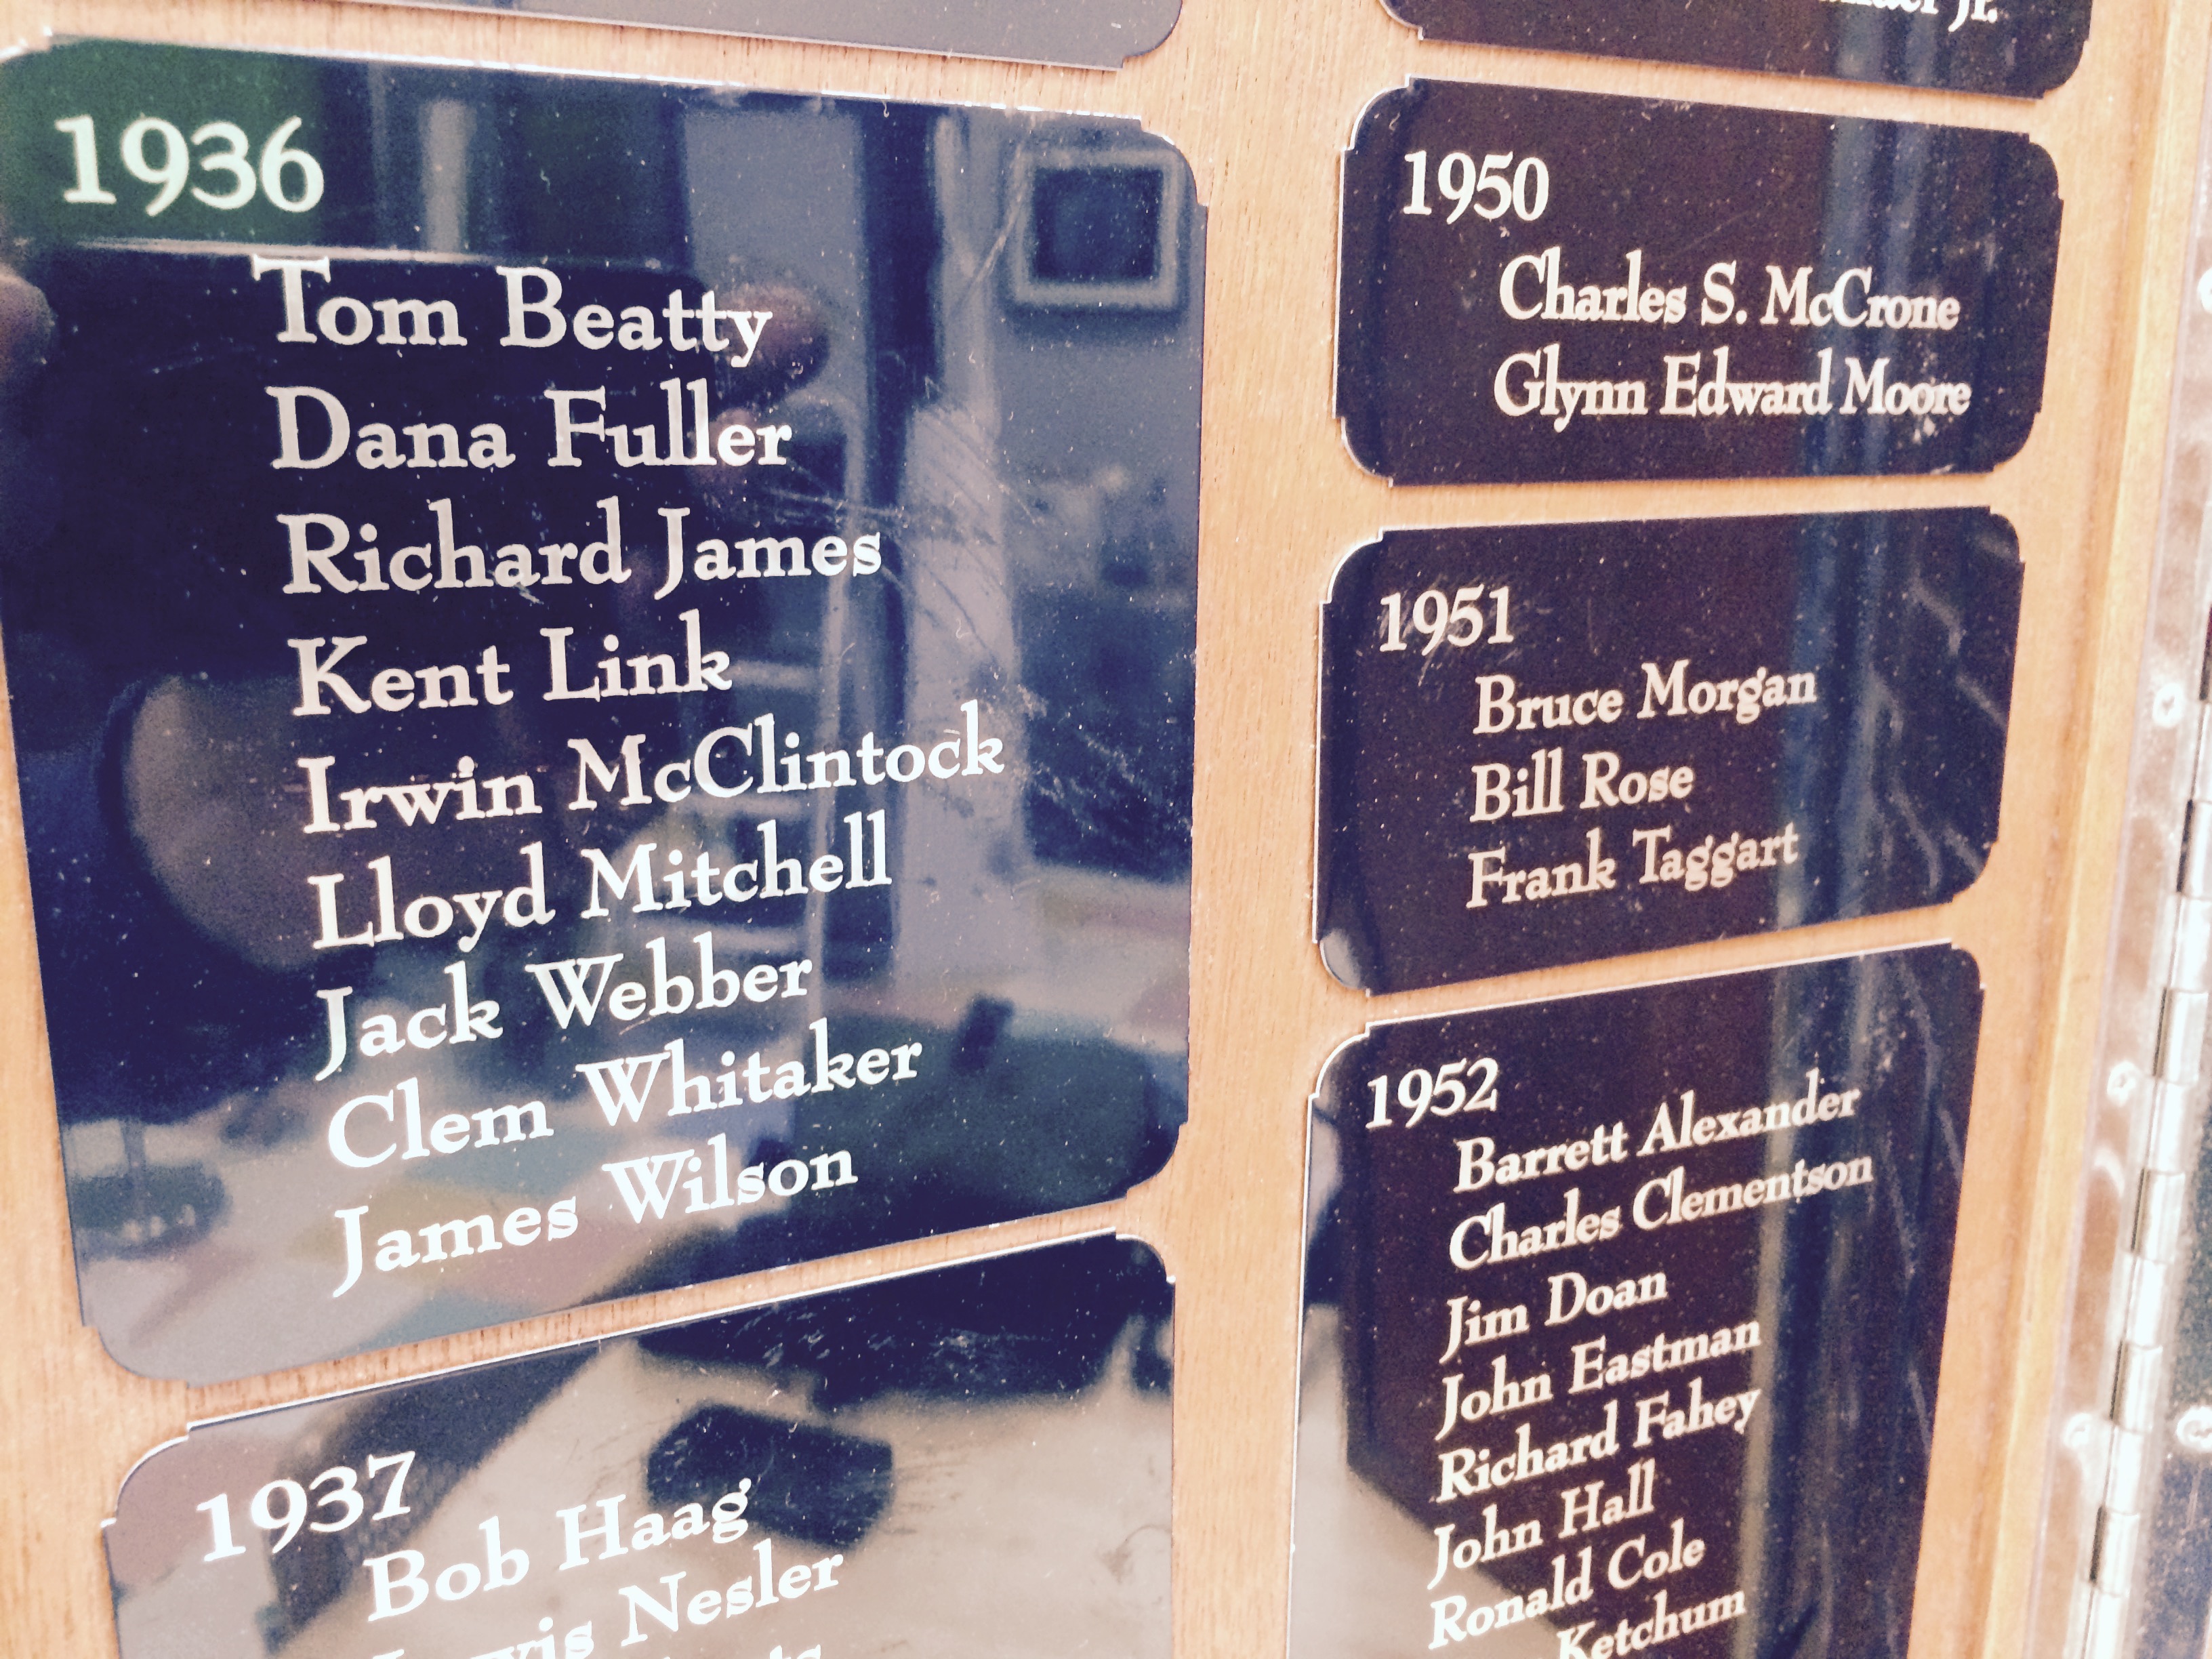 1936
Tom Beatty
Dana Fuller
Richard James
Kent Link
Irwin McClintock
Lloyd Mitchell
Jack Webber
Clem Whitaker
James Wilson
1937
Bob Haag
Nesler
Jr.
1950
Charles S. McCrone
Glynn Edward Moore
1951
Bruce Morgan
Bill Rose
Frank Taggart
1952
Barrett Alexander
Charles Clementson
Jim Doan
John Eastman
Richard Fahey
John Hall
Ronald Cole
Ketchum